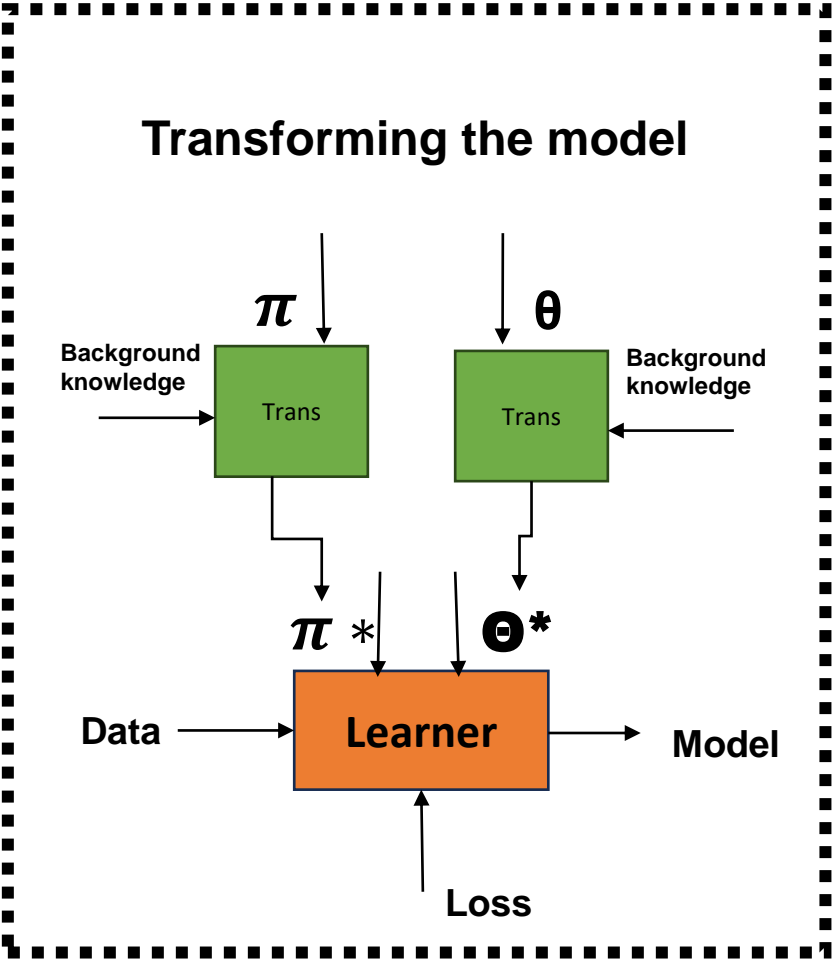 Transforming the model
π
θ
Background
knowledge
Background
knowledge
Trans
Trans
π *
Θ*
Data
Learner
Model
Loss